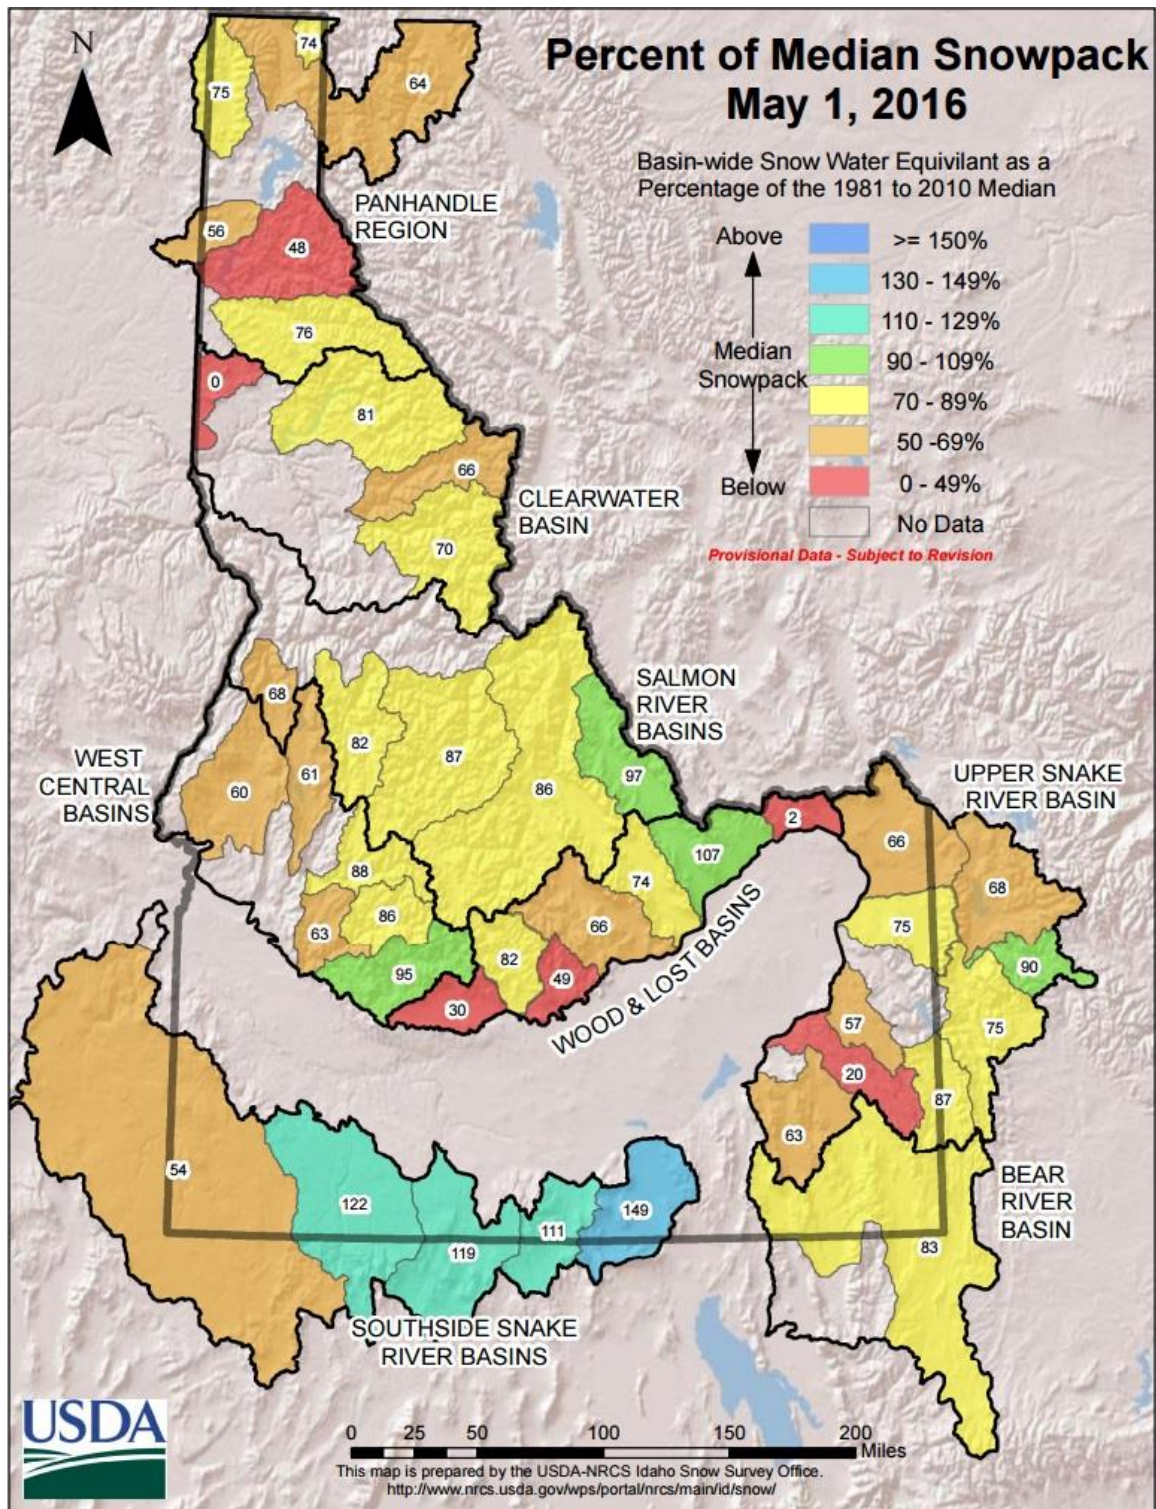 N
Percent of Median Snowpack
May 1, 2016
Basin-wide Snow Water Equivilant as a
Percentage of the 1981 to 2010 Median
Above
Median
Snowpack
Below
>= 150%
130 - 149%
110 - 129%
90 - 109%
70 - 89%
50 -69%
0 - 49%
No Data
Provisional Data - Subject to Revision
74
75
64
PANHANDLE
REGION
56
48
76
0
81
66
CLEARWATER
BASIN
70
SALMON
RIVER
BASINS
68
82
87
97
86
61
60
WEST
CENTRAL
BASINS
UPPER SNAKE
RIVER BASIN
2
66
107
88
74
68
86
63
66
75
82
95
49
90
30
WOOD & LOST BASINS
57
75
20
87
63
54
BEAR
RIVER
BASIN
122
149
111
119
83
SOUTHSIDE SNAKE
RIVER BASINS
USDA
0 25 50 100 150 200
Miles
This map is prepared by the USDA-NRCS Idaho Snow Survey Office.
http://www.nrcs.usda.gov/wps/portal/nrcs/main/id/snow/